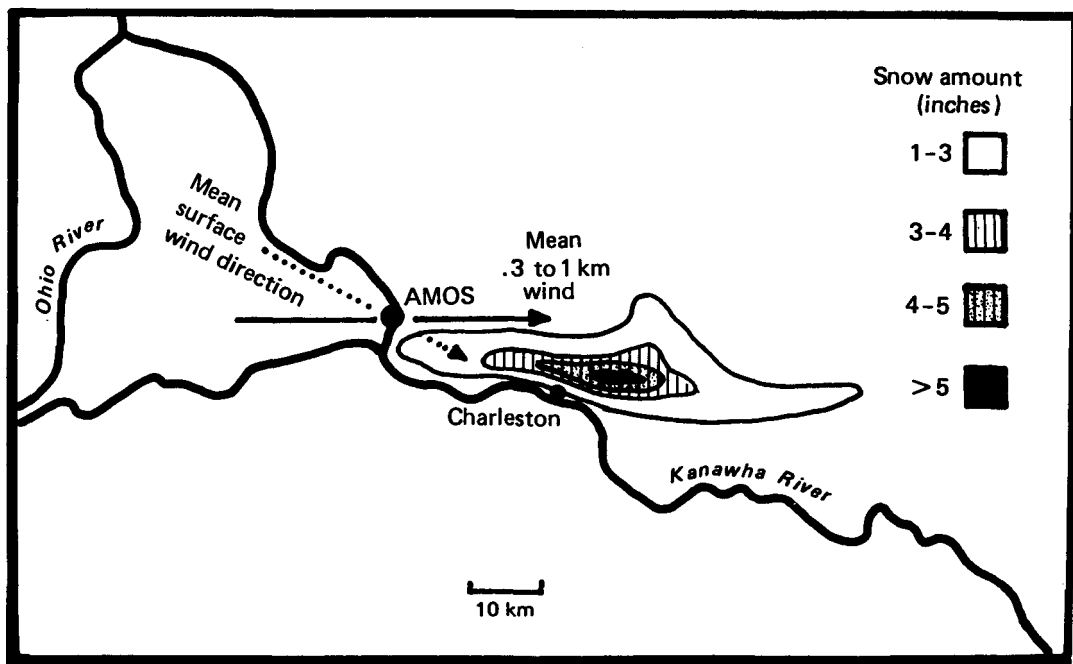 Snow amount
(inches)
1-3
3-4
4-5
>5
Mean
surface
wind direction
Ohio River
Mean
.3 to 1 km
wind
AMOS
Charleston
Kanawha River
10 km